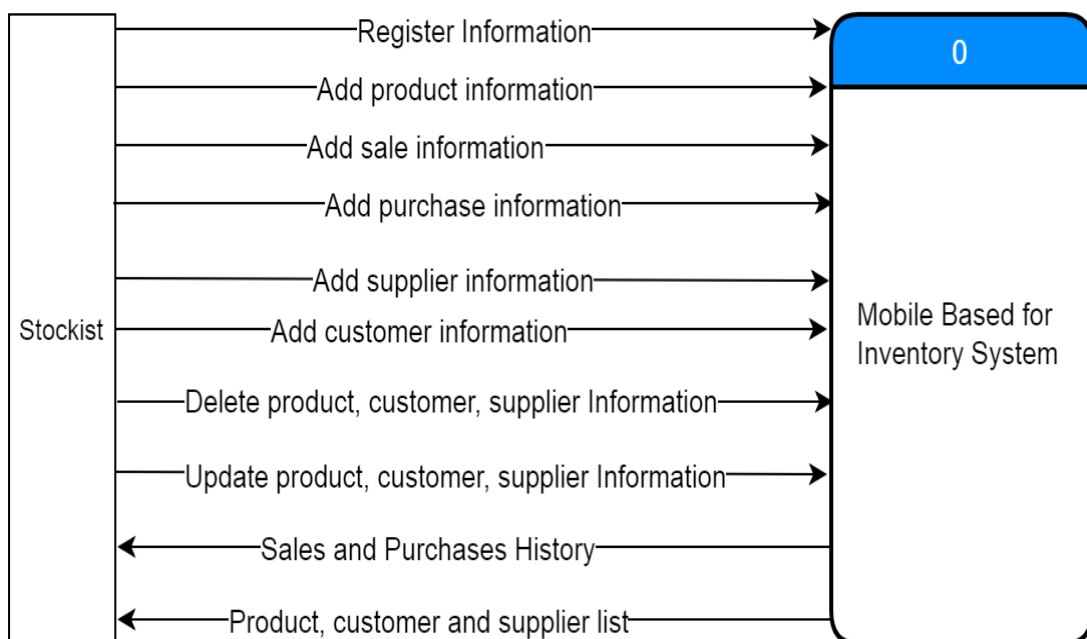 Register Information
0
Add product information
Add sale information
Add purchase information
Add supplier information
Stockist
Add customer information
Mobile Based for
Inventory System
Delete product, customer, supplier Information
Update product, customer, supplier Information
Sales and Purchases History
Product, customer and supplier list